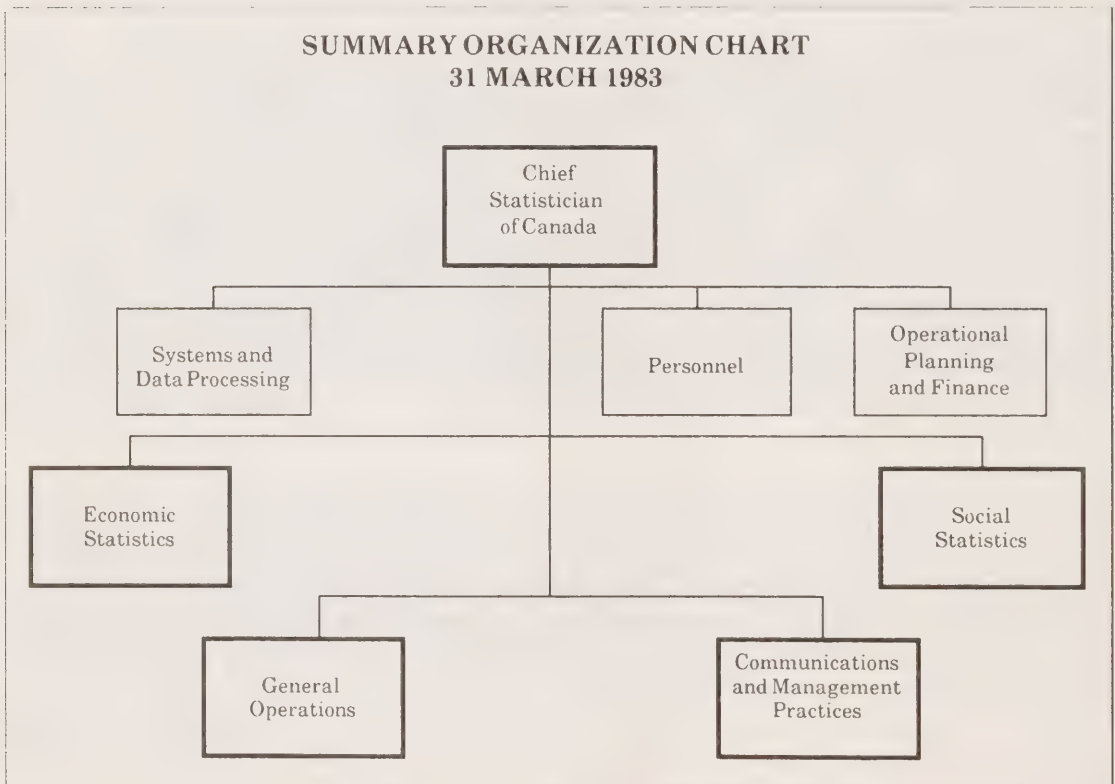 SUMMARY ORGANIZATION CHART
31 MARCH 1983
Chief
Statistician
of Canada
Systems and
Data Processing
Personnel
Operational
Planning
and Finance
Economic
Statistics
Social
Statistics
General
Operations
Communications
and Management
Practices